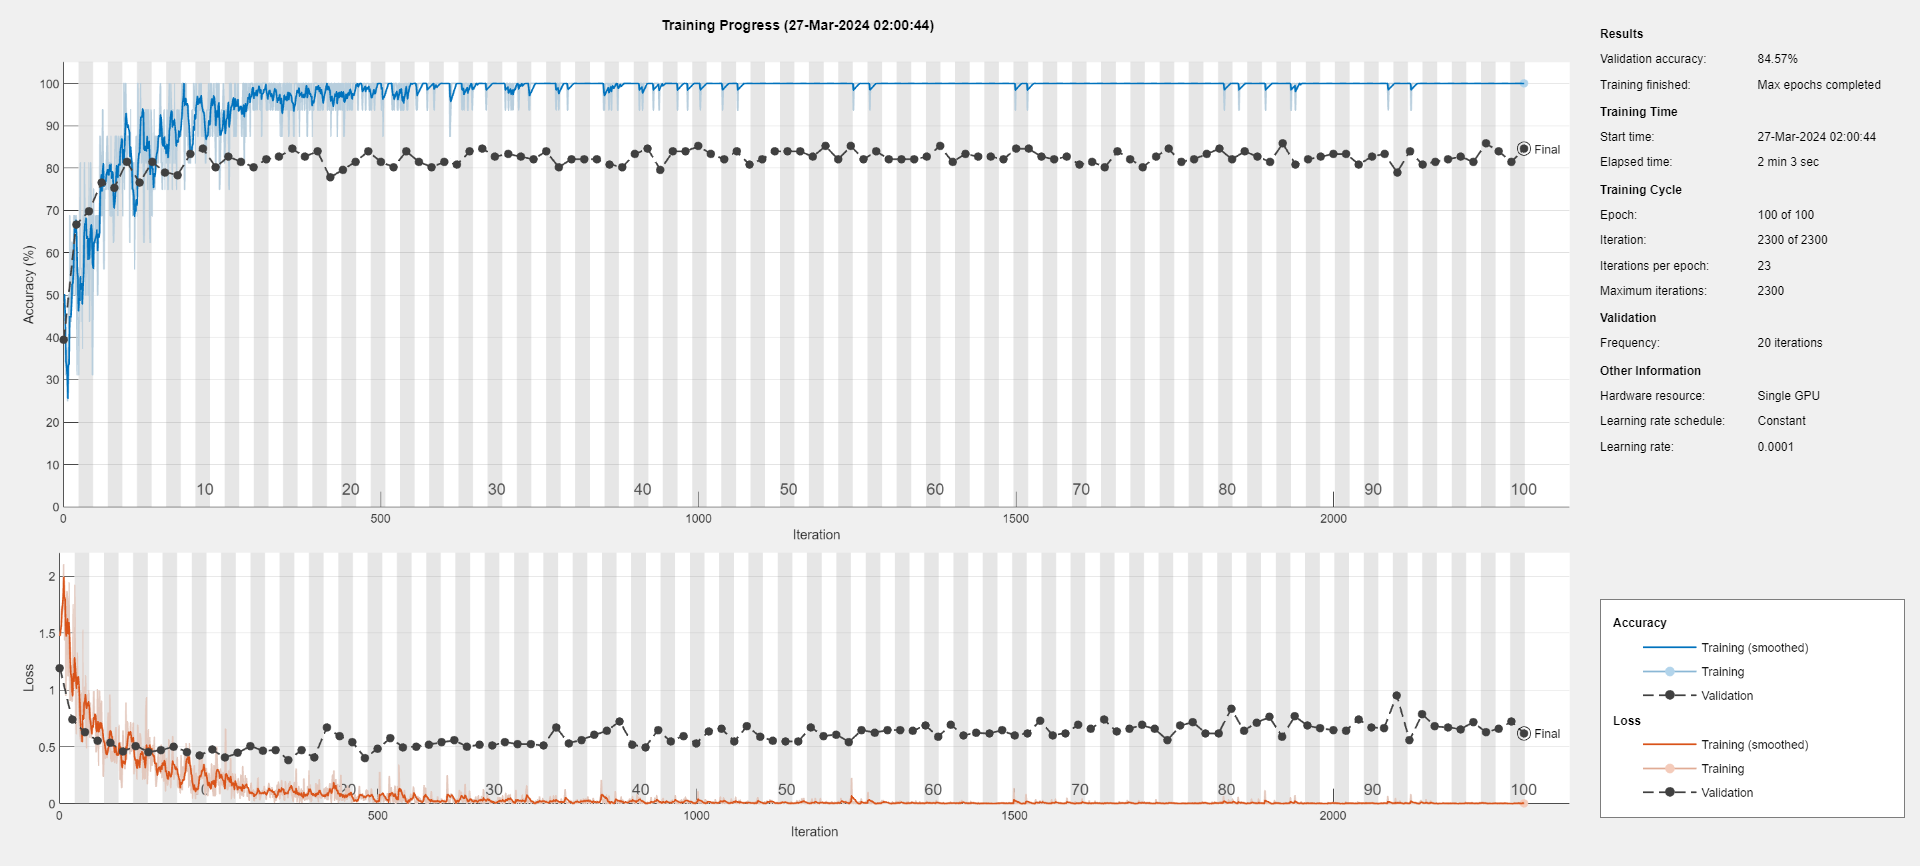 Training Progress (27-Mar-2024 02:00:44)
100
90
80
70
60
50
40
30
20
10
0
Accuracy (%)
Final
10 20 30 40 50 60 70 80 90 100
0 500 1000 1500 2000
Iteration
2
1.5
1
0.5
0
Loss
Final
0 20 30 40 50 60 70 80 90 100
0 500 1000 1500 2000
Iteration
Results
Validation accuracy: 84.57%
Training finished: Max epochs completed
Training Time
Start time: 27-Mar-2024 02:00:44
Elapsed time: 2 min 3 sec
Training Cycle
Epoch: 100 of 100
Iteration: 2300 of 2300
Iterations per epoch: 23
Maximum iterations: 2300
Validation
Frequency: 20 iterations
Other Information
Hardware resource: Single GPU
Learning rate schedule: Constant
Learning rate: 0.0001
Accuracy
Training (smoothed)
Training
Validation
Loss
Training (smoothed)
Training
Validation